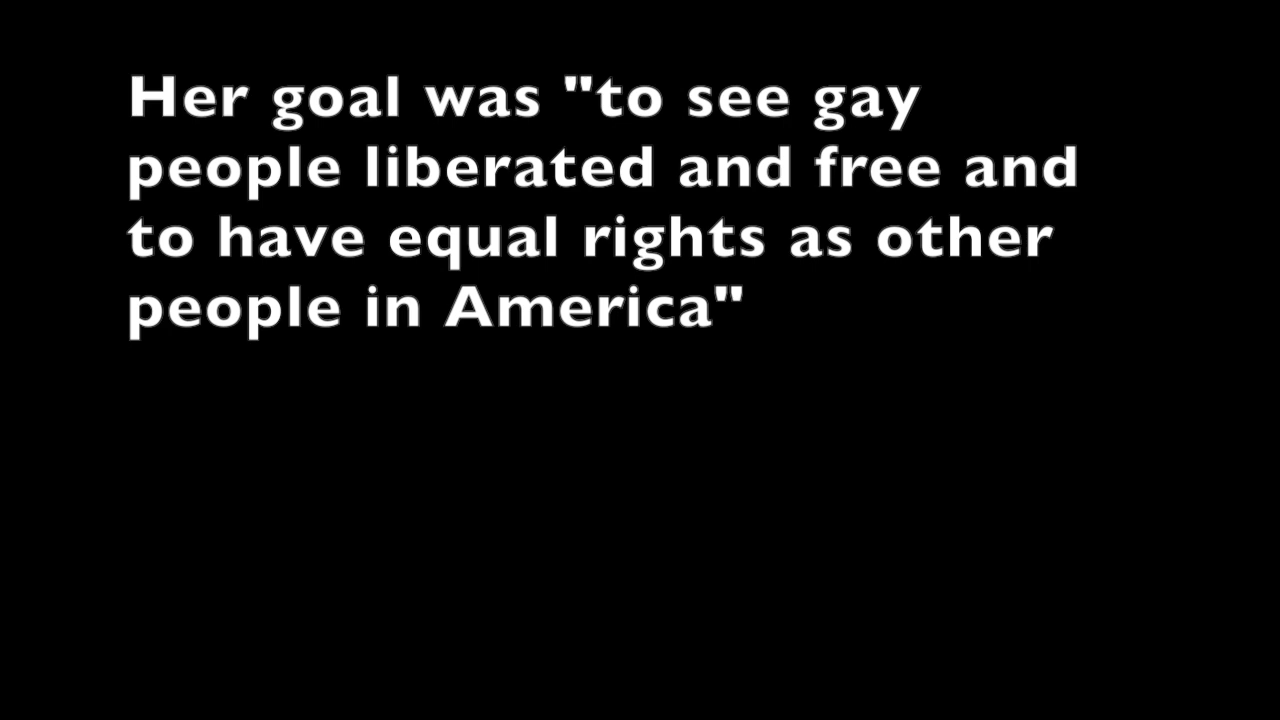 Her goal was "to see gay
people liberated and free and
to have equal rights as other
people in America"